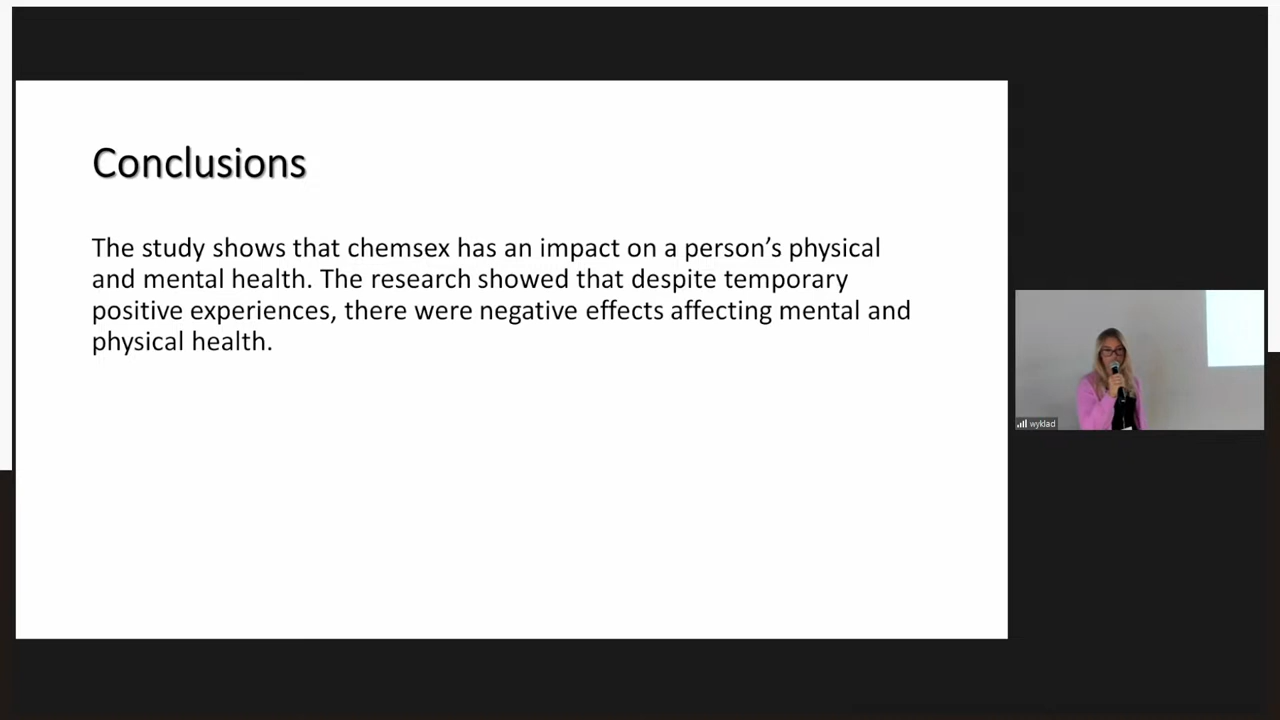 Conclusions
The study shows that chemsex has an impact on a person’s physical
and mental health. The research showed that despite temporary
positive experiences, there were negative effects affecting mental and
physical health.
wyklad